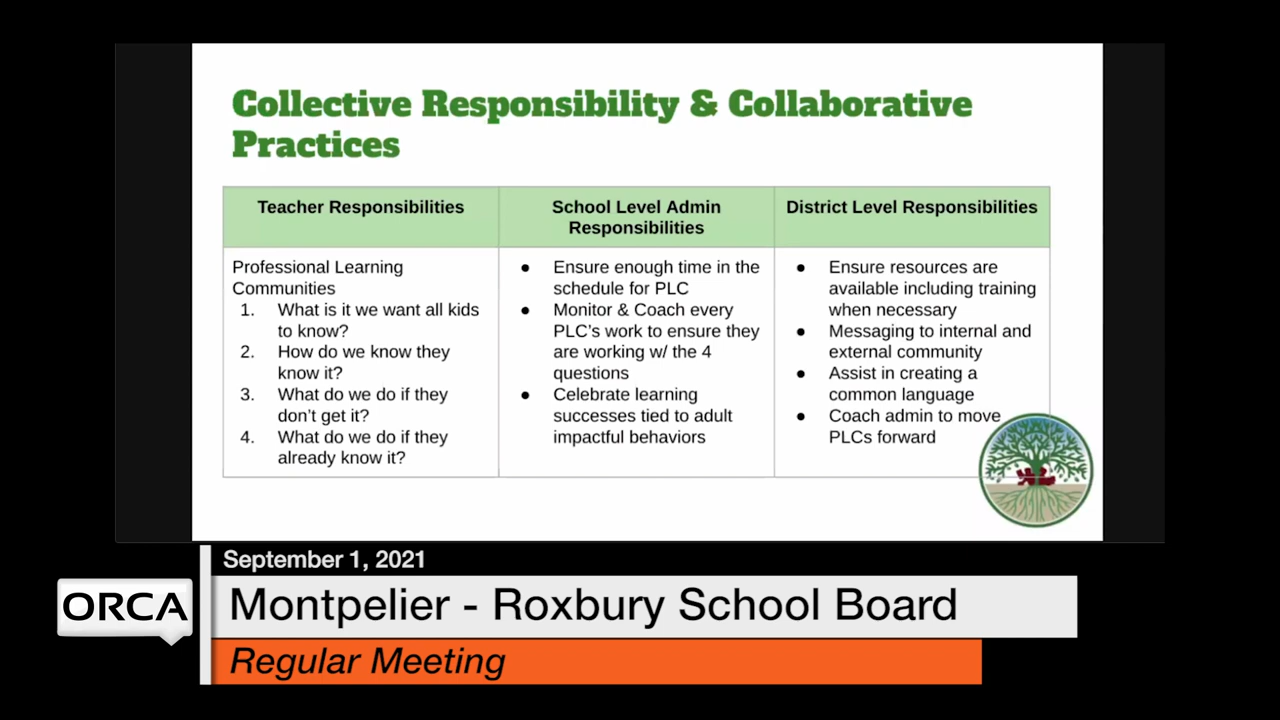 Collective Responsibility & Collaborative
Practices
Teacher Responsibilities
School Level Admin
Responsibilities
District Level Responsibilities
Professional Learning
Communities
1. What is it we want all kids
to know?
2. How do we know they
know it?
3. What do we do if they
don't get it?
4. What do we do if they
already know it?
● Ensure enough time in the
schedule for PLC
● Monitor & Coach every
PLC's work to ensure they
are working w/ the 4
questions
● Celebrate learning
successes tied to adult
impactful behaviors
● Ensure resources are
available including training
when necessary
● Messaging to internal and
external community
● Assist in creating a
common language
● Coach admin to move
PLCs forward
September 1, 2021
ORCA
Montpelier - Roxbury School Board
Regular Meeting